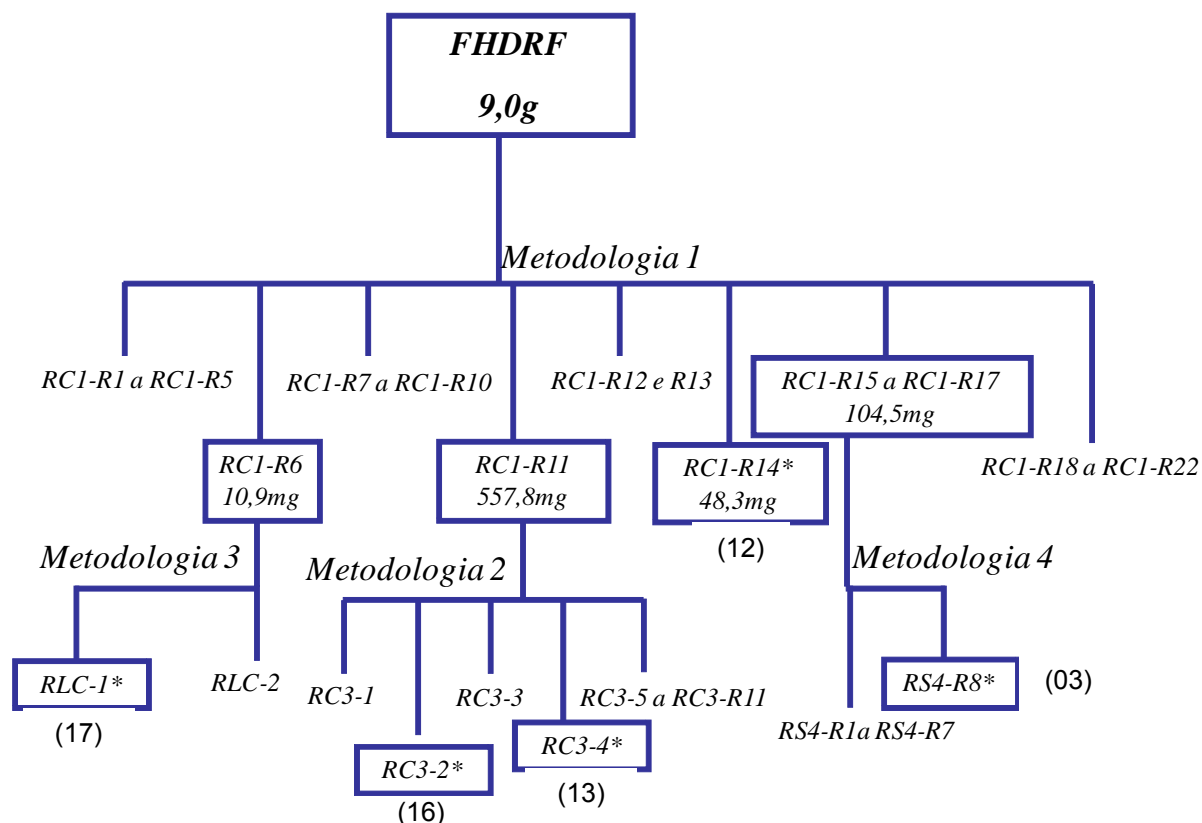 FHDRF
9,0g
Metodologia 1
RC1-R1 a RC1-R5
RC1-R7 a RC1-R10
RC1-R12 e R13
RC1-R15 a RC1-R17
104,5mg
RC1-R6
10,9mg
RC1-R11
557,8mg
RC1-R14*
48,3mg
RC1-R18 a RC1-R22
(12)
Metodologia 3
Metodologia 2
Metodologia 4
RLC-1*
RLC-2
RC3-1
RC3-3
RC3-5 a RC3-R11
RS4-R8*
(03)
(17)
RS4-R1a RS4-R7
RC3-2*
RC3-4*
(16)
(13)